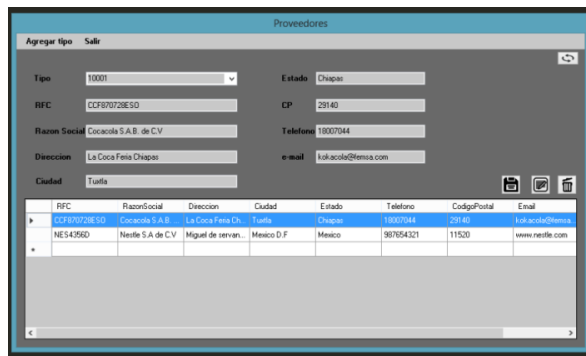 Proveedores
Agregar tipo Salir
Tipo 10001 Estado Chiapas
RFC CCF870728ESO CP 29140
Razon Social Cocacola S.A.B. de C.V Telefono 18007044
Direccion La Coca Feria Chiapas e-mail kokacola@femsa.com
Ciudad Tuxtla
RFC RazonSocial Direccion Ciudad Estado Telefono CodigoPostal Email
CCF870728ESO Cocacola S.A.B. ... La Coca Feria Ch... Tuxtla Chiapas 18007044 29140 kokacola@femsa...
NES4356D Nestle S.A de C.V Miguel de servan... Mexico D.F Mexico 987654321 11520 www.nestle.com